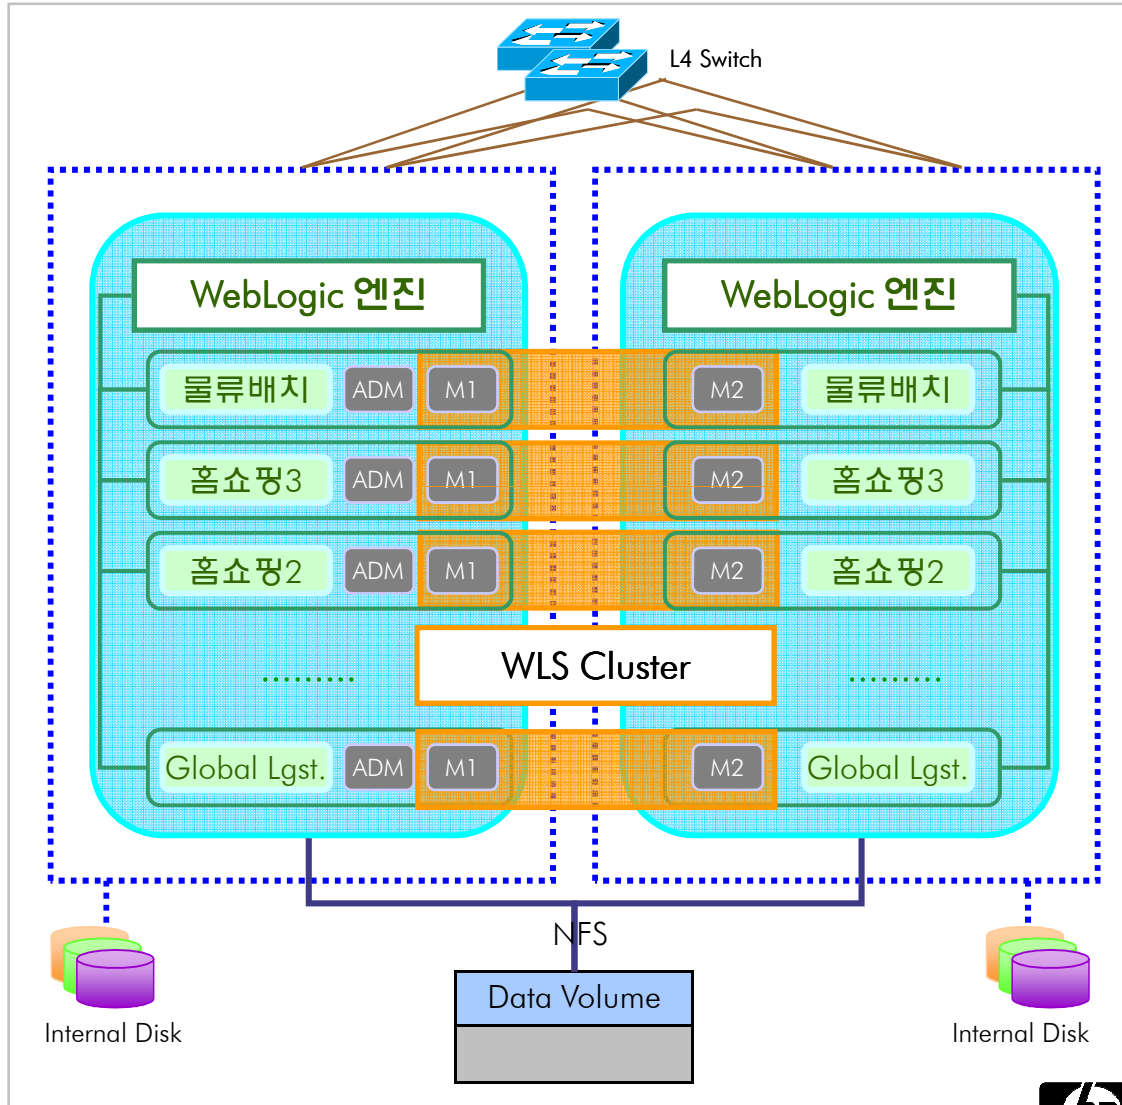 L4 Switch
WebLogic 엔진
WebLogic 엔진
물류배치 ADM M1 M2 물류배치
홈쇼핑3 ADM M1 M2 홈쇼핑3
홈쇼핑2 ADM M1 M2 홈쇼핑2
WLS Cluster
......... .........
Global Lgst. ADM M1 M2 Global Lgst.
NFS
Data Volume
Internal Disk
Internal Disk